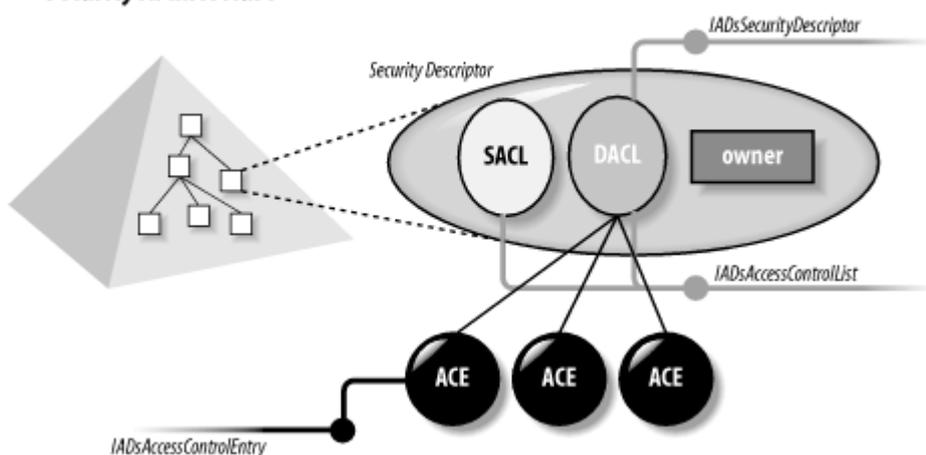 IADsSecurityDescriptor
Security Descriptor
SACL
DACL
owner
IADsAccessControlList
ACE
ACE
ACE
IADsAccessControlEntry